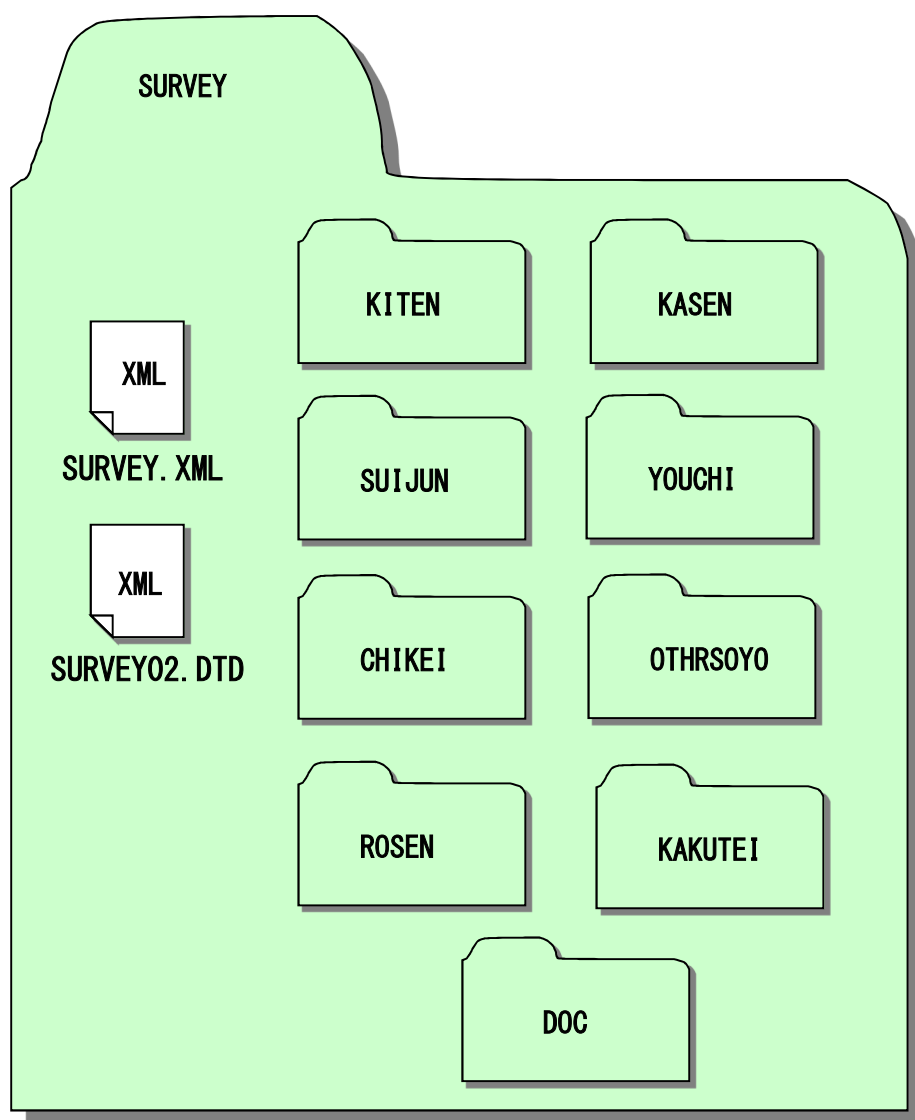 SURVEY
KITEN
KASEN
XML
SURVEY.XML
SUIJUN
YOUCHI
XML
SURVEY02.DTD
CHIKEI
OTHRSOYO
ROSEN
KAKUTEI
DOC